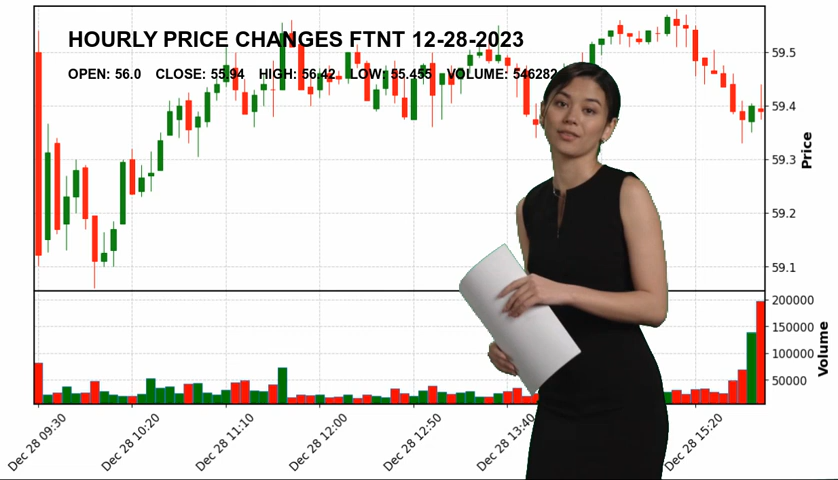 HOURLY PRICE CHANGES FTNT 12-28-2023
OPEN: 56.0 CLOSE: 55.94 HIGH: 56.42 LOW: 55.455 VOLUME: 546282
59.5
59.4
59.3
59.2
59.1
Price
200000
150000
100000
50000
Volume
Dec 28 09:30
Dec 28 10:20
Dec 28 11:10
Dec 28 12:00
Dec 28 12:50
Dec 28 13:40
Dec 28 15:20